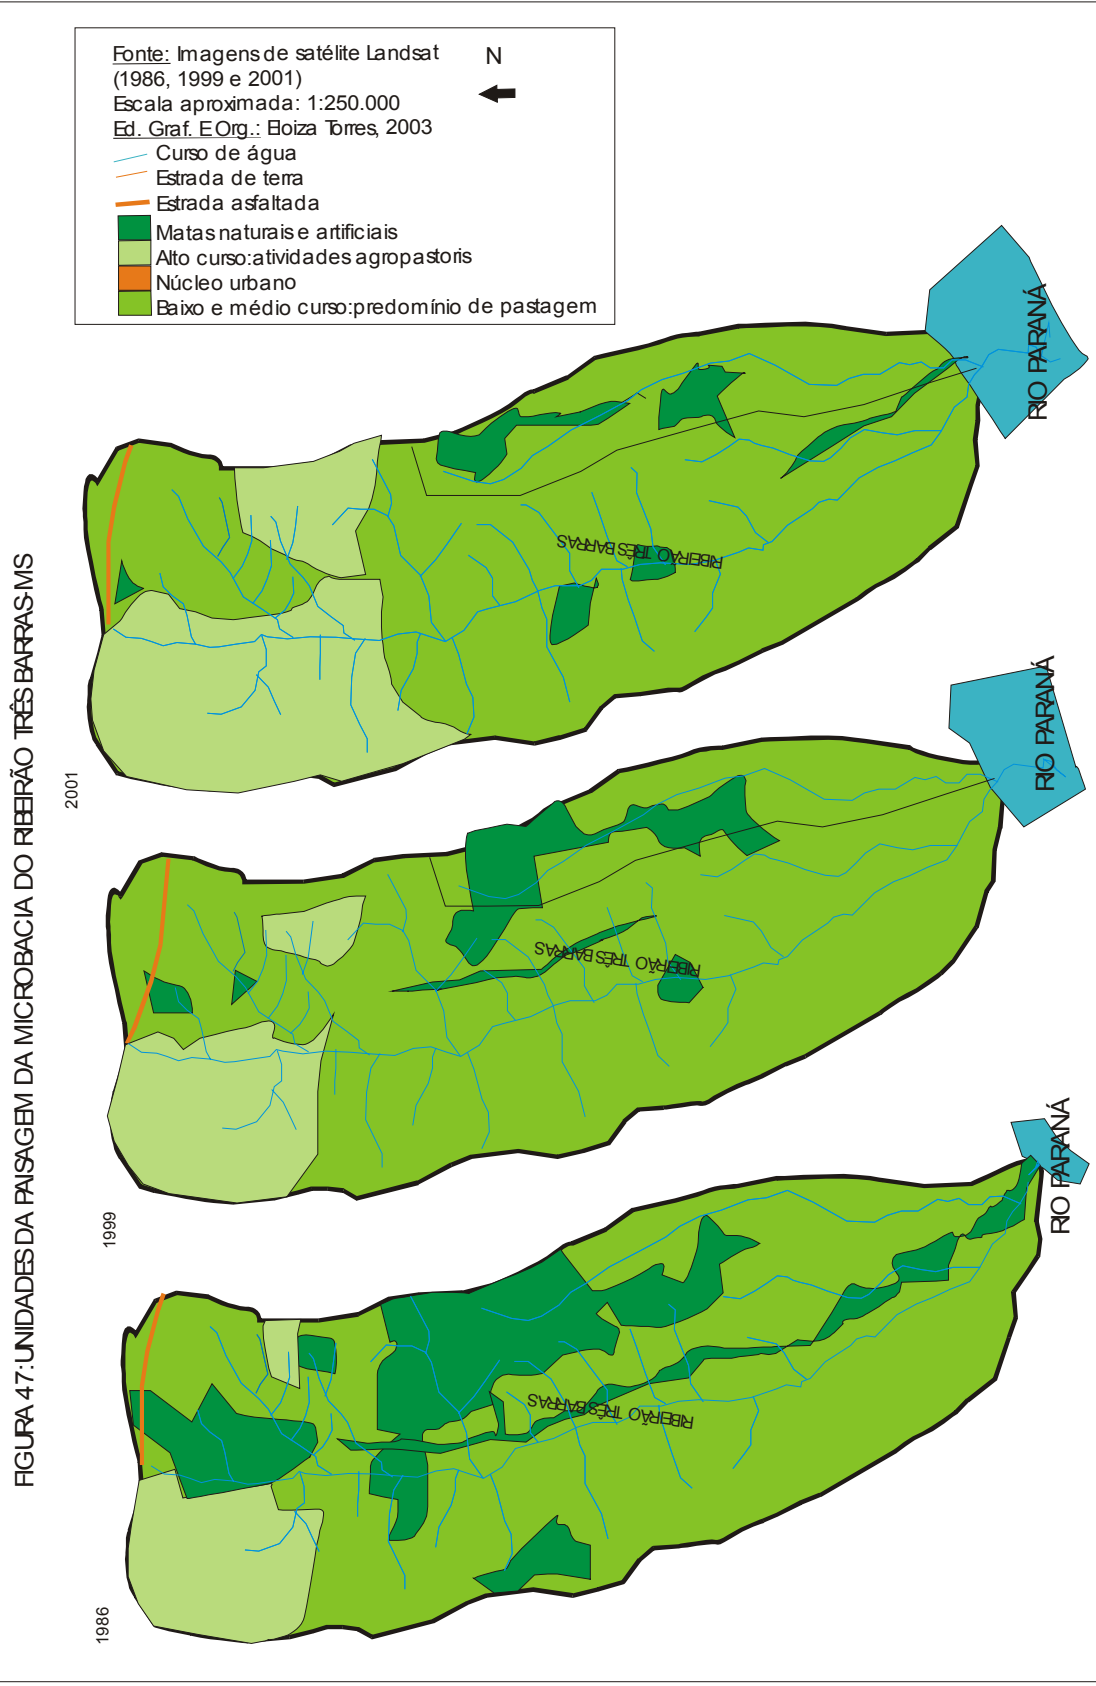 FIGURA 47:UNIDADES DA PAISAGEM DA MICROBACIA DO RIBEIRÃO TRÊS BARRAS-MS
Fonte: Imagens de satélite Landsat
(1986, 1999 e 2001)
Escala aproximada: 1:250.000
Ed. Graf. E Org.: Eloiza Torres, 2003
N
Curso de água
Estrada de terra
Estrada asfaltada
Matas naturais e artificiais
Alto curso:atividades agropastoris
Núcleo urbano
Baixo e médio curso:predomínio de pastagem
RIO PARANÁ
RIBEIRÃO TRÊS BARRAS
2001
RIO PARANÁ
RIBEIRÃO TRÊS BARRAS
1999
RIO PARANÁ
RIBEIRÃO TRÊS BARRAS
1986